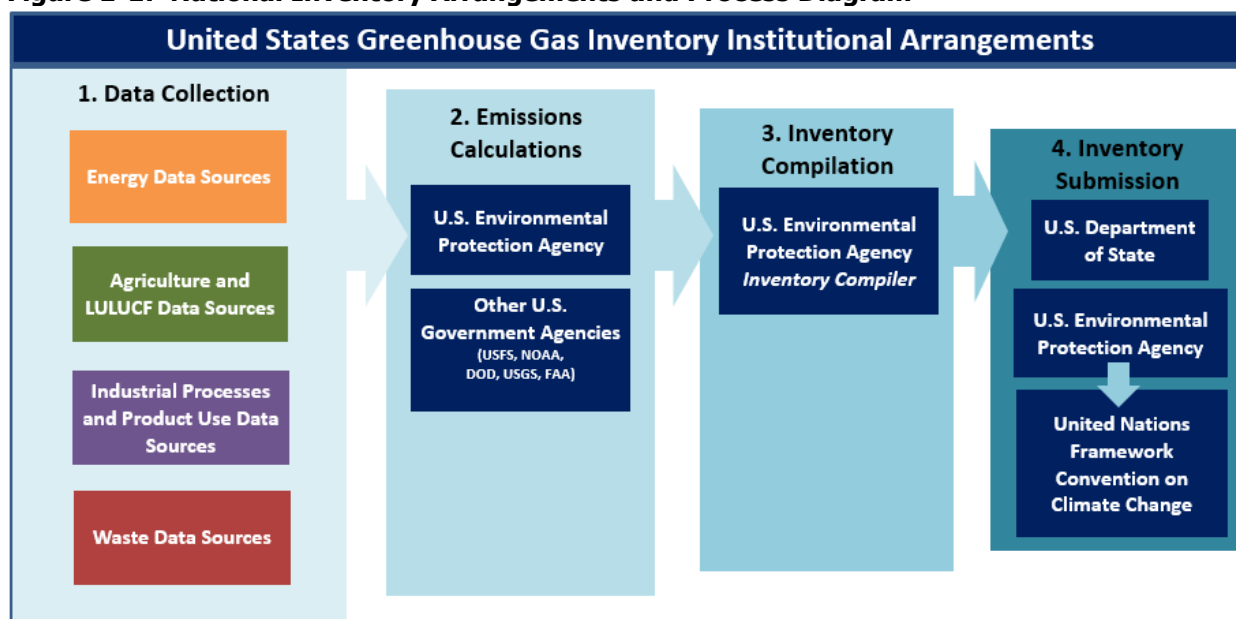 United States Greenhouse Gas Inventory Institutional Arrangements
1. Data Collection
Energy Data Sources
Agriculture and
LULUCF Data Sources
Industrial Processes
and Product Use Data
Sources
Waste Data Sources
2. Emissions
Calculations
U.S. Environmental
Protection Agency
Other U.S.
Government Agencies
(USFS, NOAA,
DOD, USGS, FAA)
3. Inventory
Compilation
U.S. Environmental
Protection Agency
Inventory Compiler
4. Inventory
Submission
U.S. Department
of State
U.S. Environmental
Protection Agency
United Nations
Framework
Convention on
Climate Change